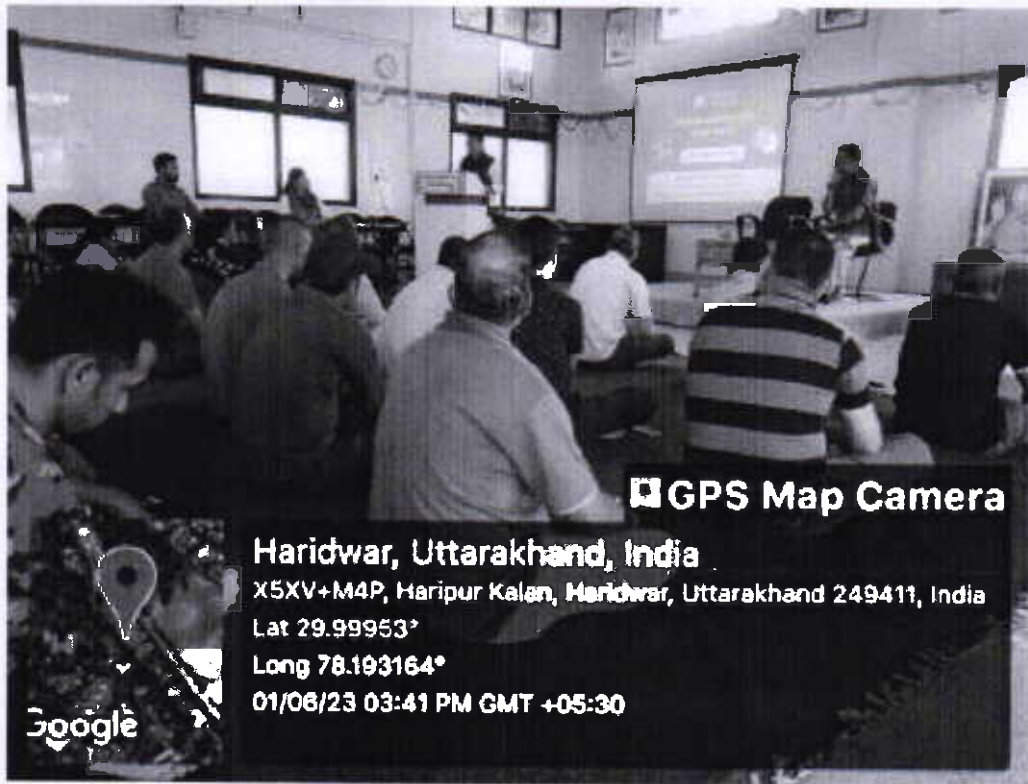 GPS Map Camera
Haridwar, Uttarakhand, India
X5XV+M4P, Haripur Kalan, Haridwar, Uttarakhand 249411, India
Lat 29.99953°
Long 78.193164°
01/06/23 03:41 PM GMT +05:30
Google